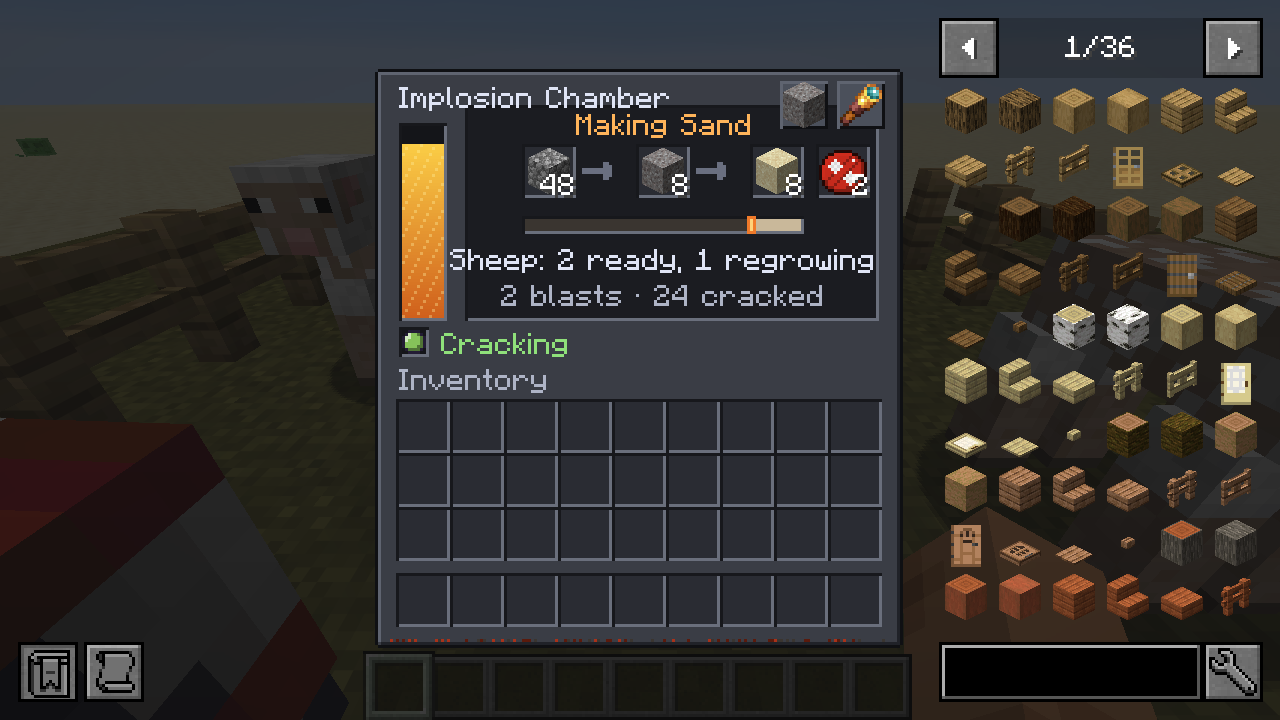 1/36
Implosion Chamber
Making Sand
48 8 8 2
Sheep: 2 ready, 1 regrowing
2 blasts · 24 cracked
Cracking
Inventory